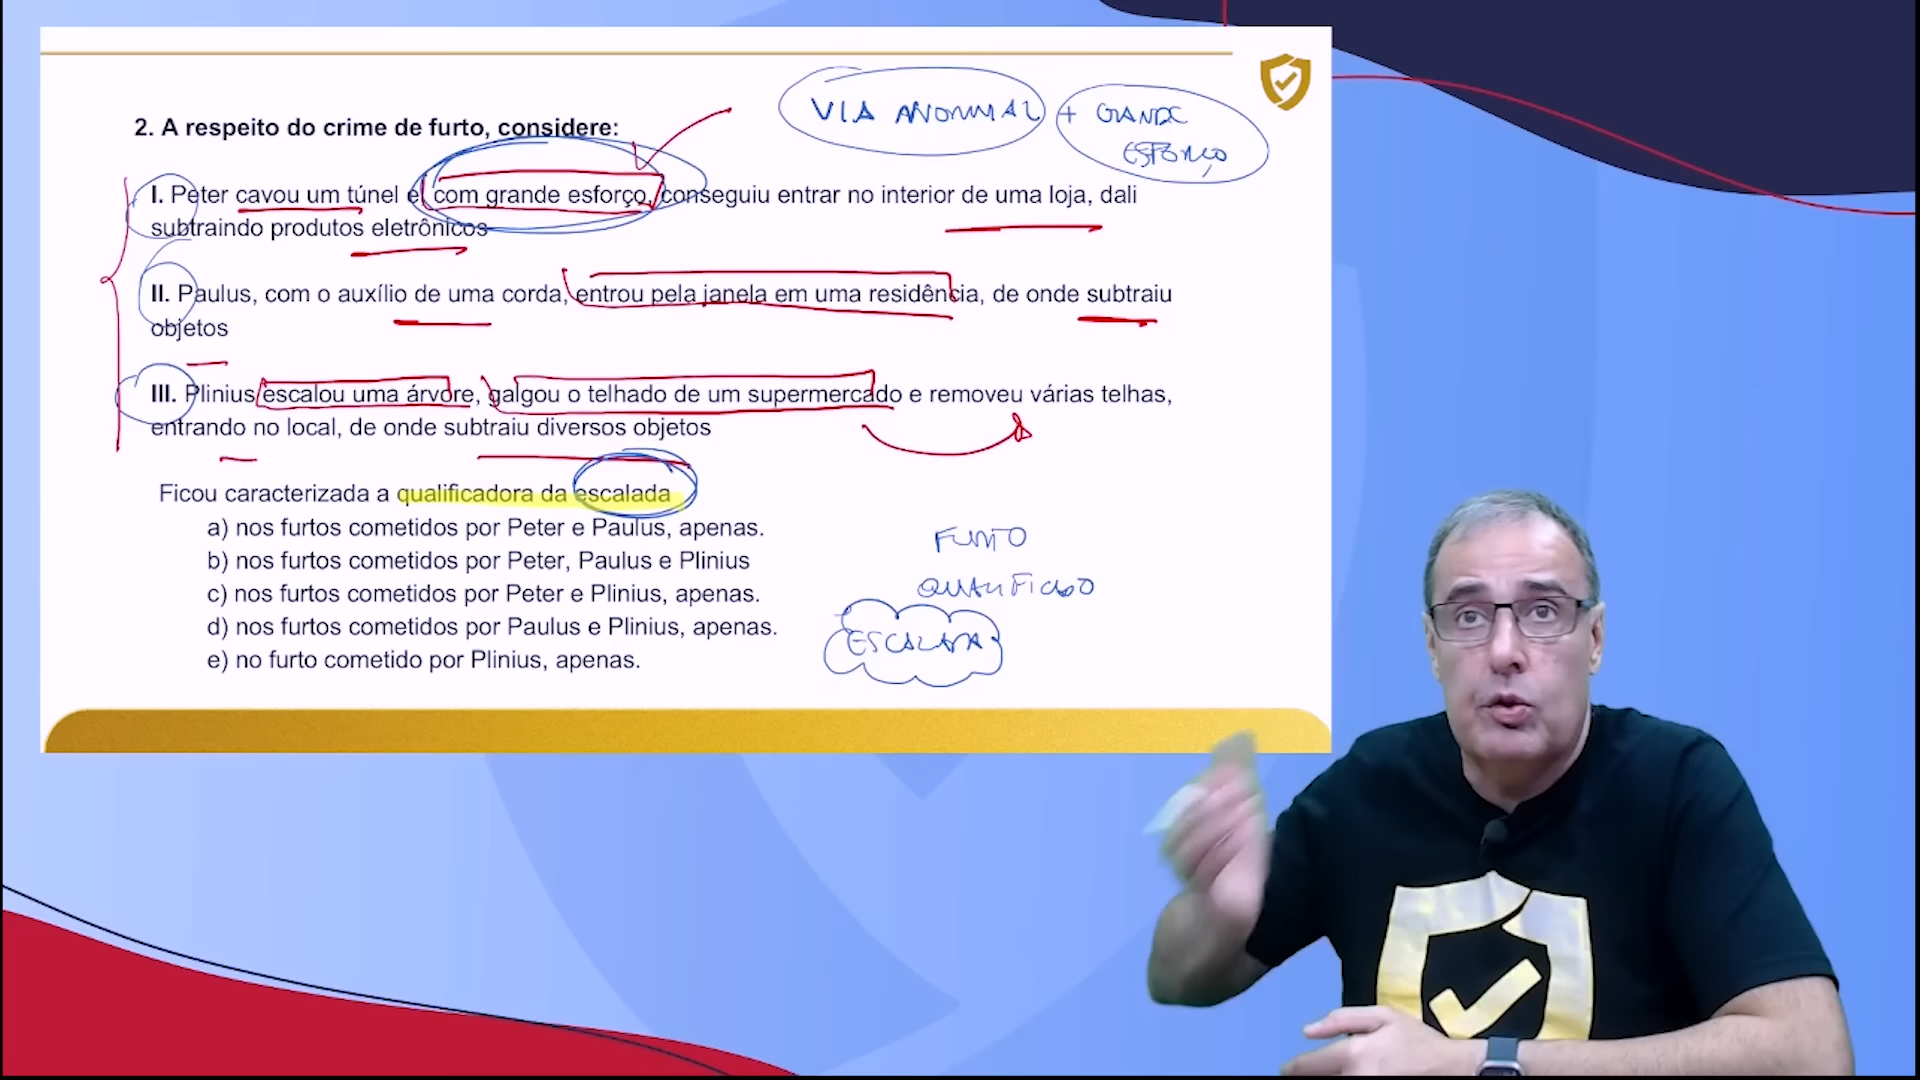 VIA ANORMAL + GRANDE
ESFORÇO
2. A respeito do crime de furto, considere:
I. Peter cavou um túnel e, com grande esforço, conseguiu entrar no interior de uma loja, dali
subtraindo produtos eletrônicos
II. Paulus, com o auxílio de uma corda, entrou pela janela em uma residência, de onde subtraiu
objetos
III. Plinius escalou uma árvore, galgou o telhado de um supermercado e removeu várias telhas,
entrando no local, de onde subtraiu diversos objetos
Ficou caracterizada a qualificadora da escalada
a) nos furtos cometidos por Peter e Paulus, apenas.
b) nos furtos cometidos por Peter, Paulus e Plinius
c) nos furtos cometidos por Peter e Plinius, apenas.
d) nos furtos cometidos por Paulus e Plinius, apenas.
e) no furto cometido por Plinius, apenas.
FURTO
QUALIFICADO
ESCALADA